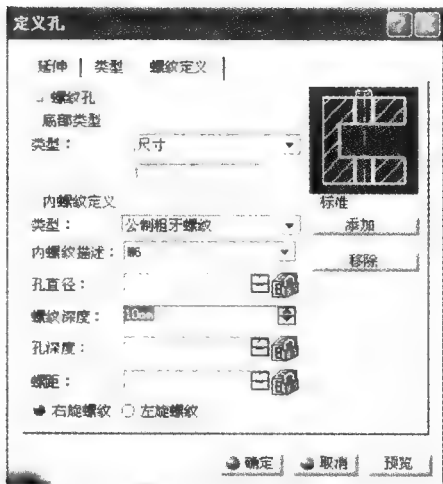 定义孔
延伸 类型 螺纹定义
螺纹孔
底部类型
类型： 尺寸
内螺纹定义
标准
类型： 公制粗牙螺纹
添加
内螺纹描述： M6
移除
孔直径：
螺纹深度： 10mm
孔深度：
螺距：
右旋螺纹 左旋螺纹
确定 取消 预览